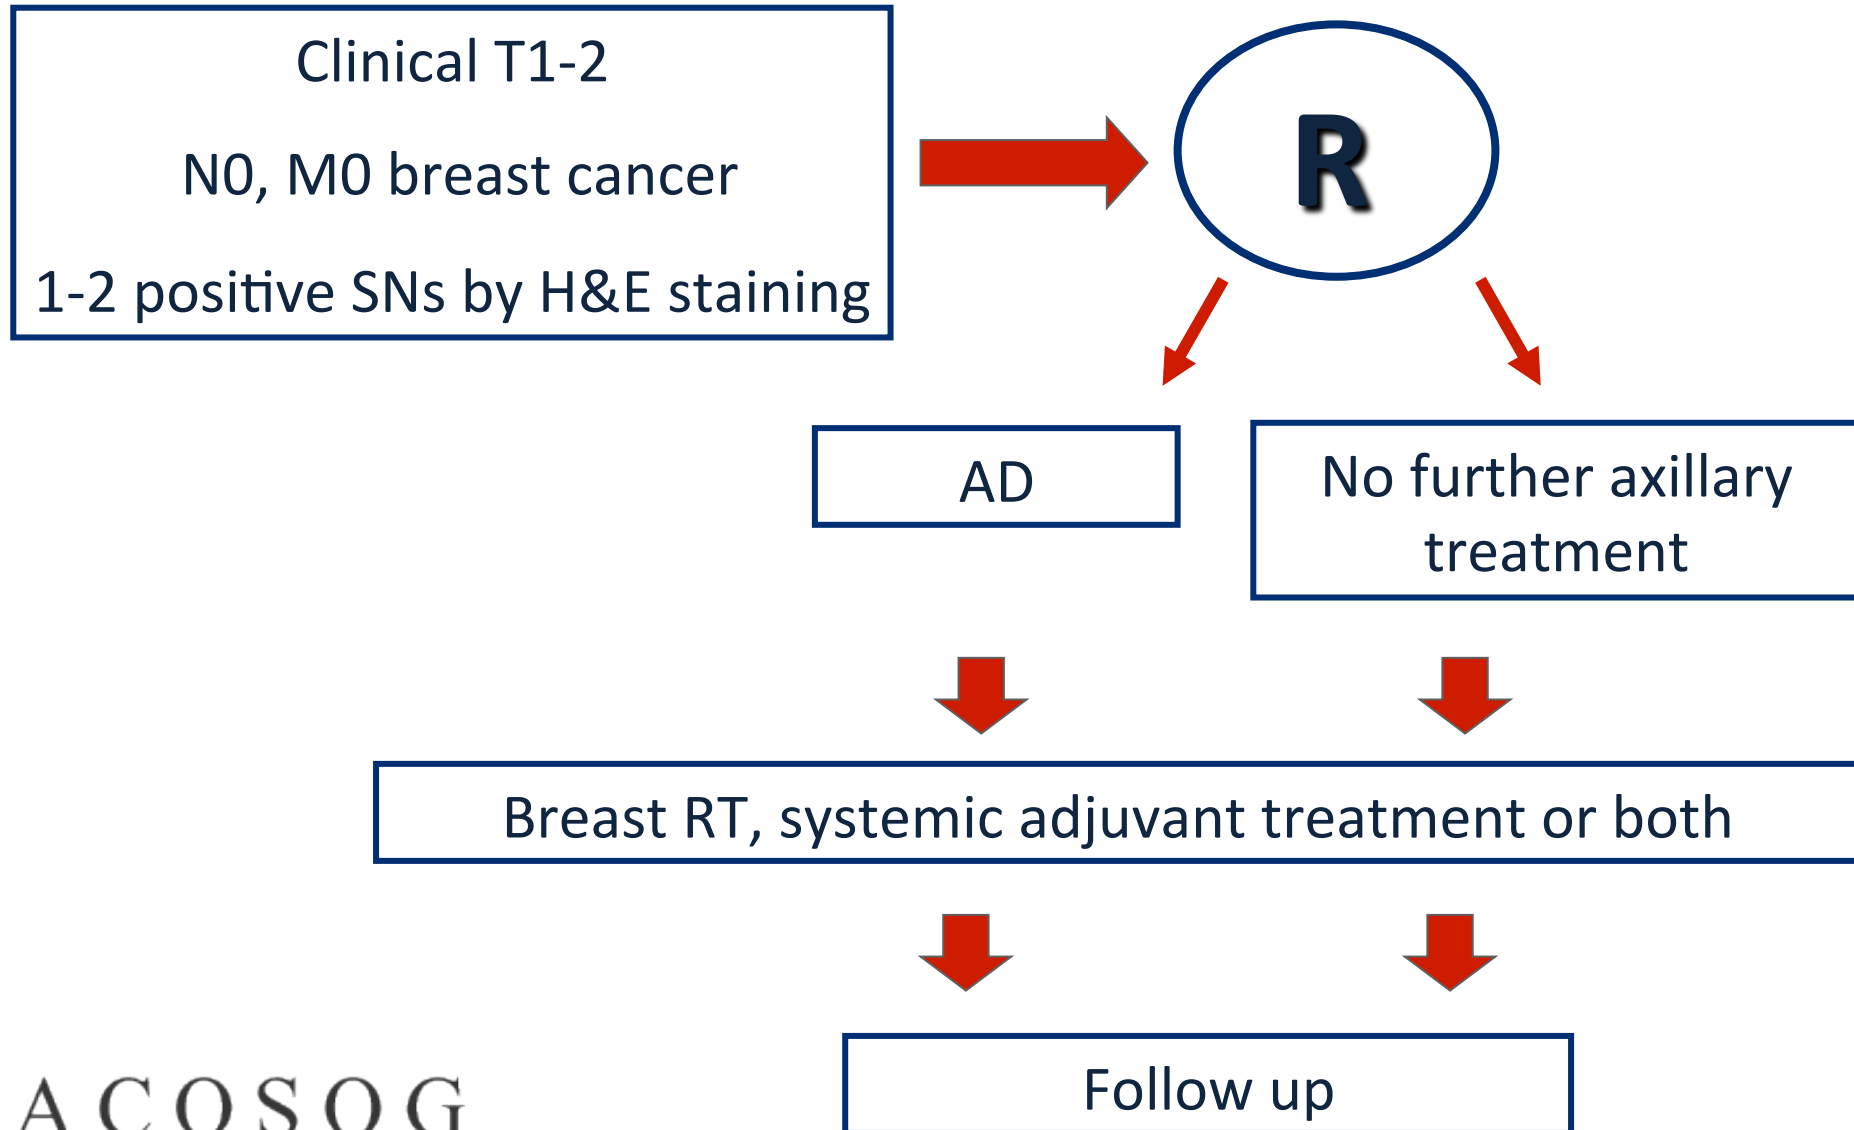 Clinical T1-2
N0, M0 breast cancer
1-2 positive SNs by H&E staining
R
AD
No further axillary
treatment
Breast RT, systemic adjuvant treatment or both
Follow up
ACOSOG